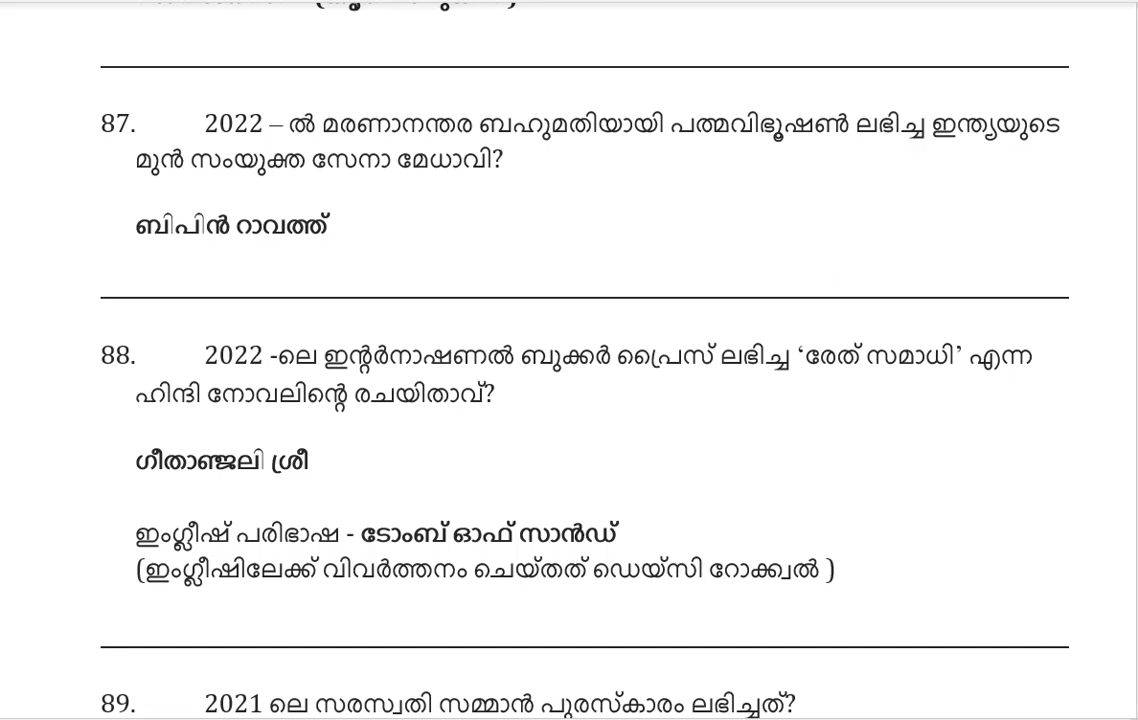 87. 2022 – ൽ മരണാനന്തര ബഹുമതിയായി പത്മവിഭൂഷൺ ലഭിച്ച ഇന്ത്യയുടെ
മുൻ സംയുക്ത സേനാ മേധാവി?
ബിപിൻ റാവത്ത്
88. 2022 -ലെ ഇന്റർനാഷണൽ ബുക്കർ പ്രൈസ് ലഭിച്ച ‘രേത് സമാധി’ എന്ന
ഹിന്ദി നോവലിന്റെ രചയിതാവ്?
ഗീതാഞ്ജലി ശ്രീ
ഇംഗ്ലീഷ് പരിഭാഷ - ടോംബ് ഓഫ് സാൻഡ്
(ഇംഗ്ലീഷിലേക്ക് വിവർത്തനം ചെയ്തത് ഡെയ്സി റോക്ക്വൽ )
89. 2021 ലെ സരസ്വതി സമ്മാൻ പുരസ്കാരം ലഭിച്ചത്?